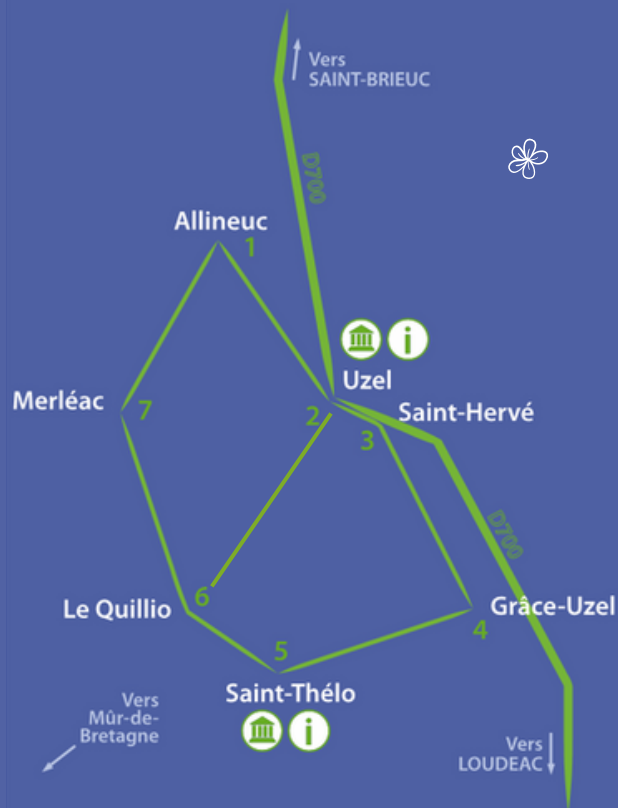 Vers
SAINT-BRIEUC
D700
Allineuc
1
i
Uzel
Merléac
7
2
Saint-Hervé
3
D700
6
Le Quillio
Grâce-Uzel
4
5
Saint-Thélo
i
Vers
Mûr-de-
Bretagne
Vers
LOUDEAC